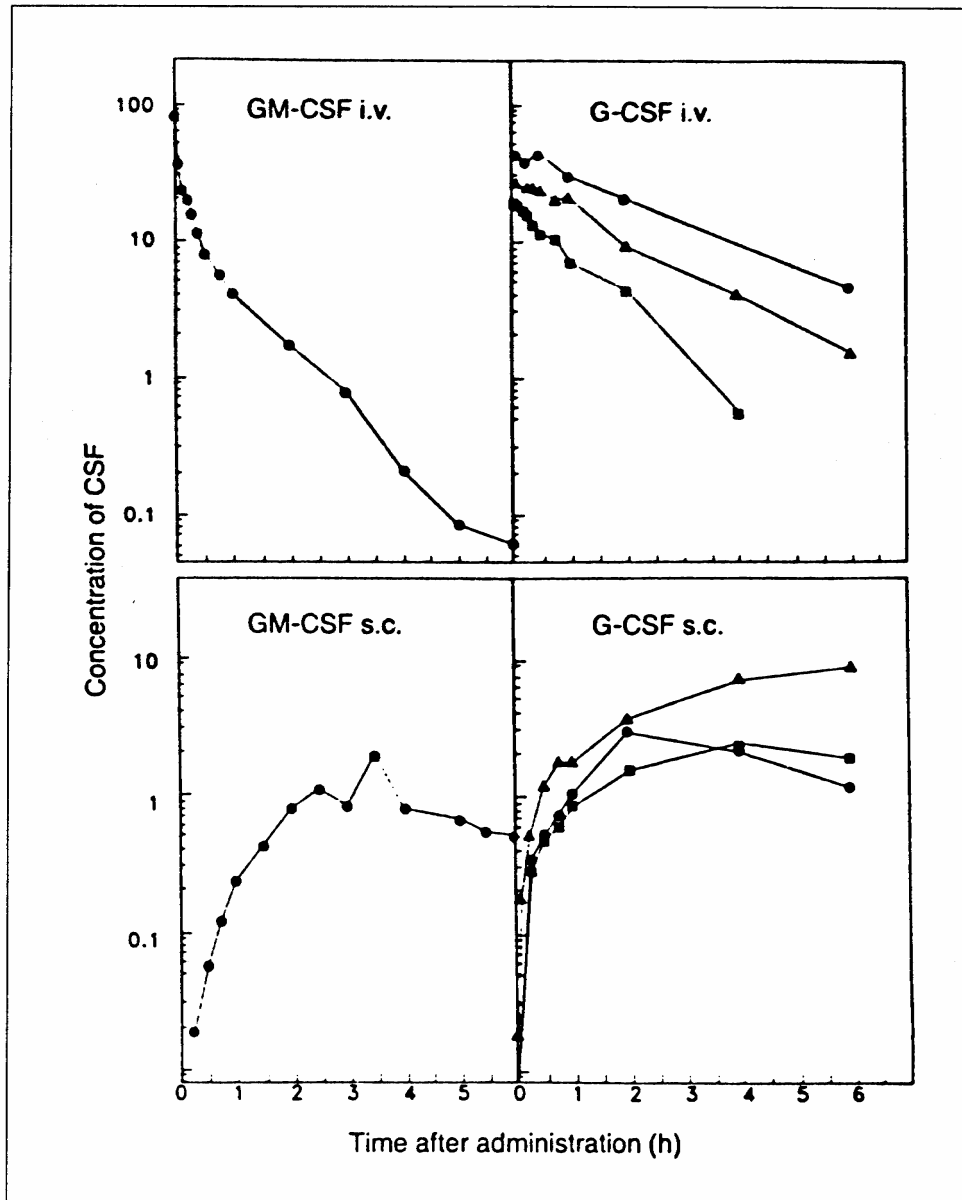 GM-CSF i.v.
G-CSF i.v.
100
10
1
0.1
Concentration of CSF
GM-CSF s.c.
G-CSF s.c.
10
1
0.1
0 1 2 3 4 5 0 1 2 3 4 5 6
Time after administration (h)